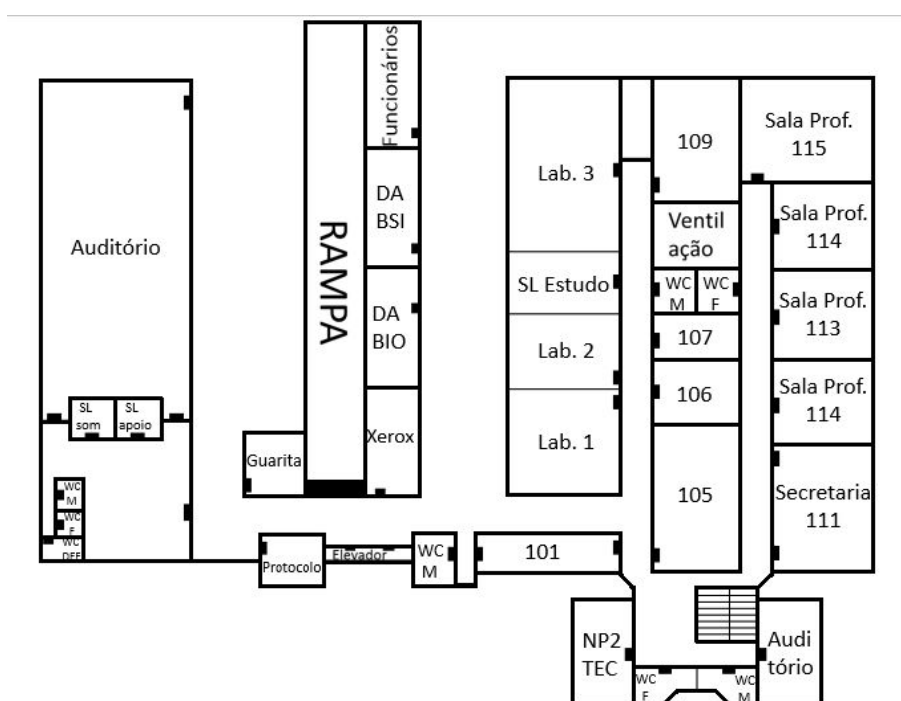 Auditório
SL
som
SL
apoio
WC
M
WC
F
WC
DEF
Guarita
RAMPA
Funcionários
DA
BSI
DA
BIO
Xerox
Protocolo
Elevador
WC
M
101
Lab. 3
SL Estudo
Lab. 2
Lab. 1
109
Ventil
ação
WC
M
WC
F
107
106
105
Sala Prof.
115
Sala Prof.
114
Sala Prof.
113
Sala Prof.
114
Secretaria
111
NP2
TEC
WC
F
WC
M
Audi
tório